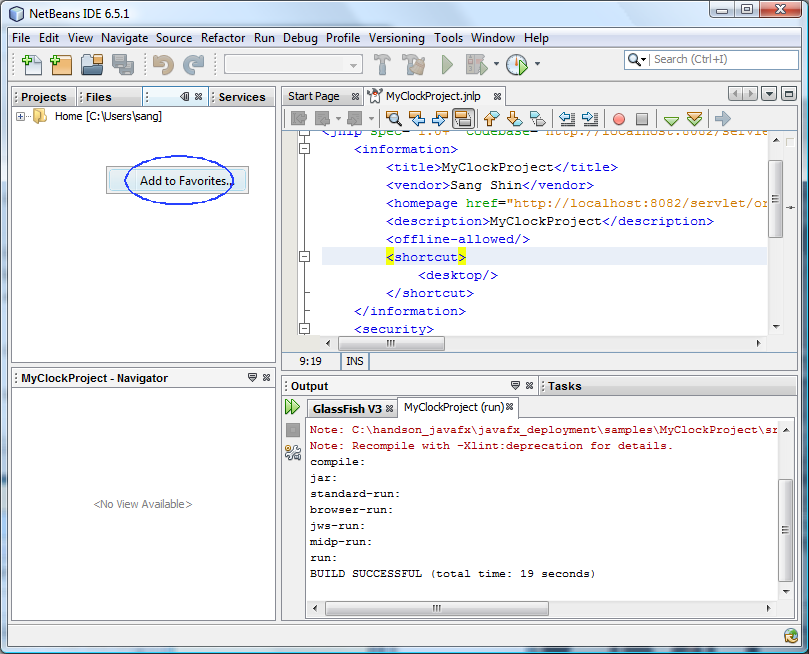 NetBeans IDE 6.5.1
File Edit View Navigate Source Refactor Run Debug Profile Versioning Tools Window Help
Search (Ctrl+I)
Projects Files Services
Home [C:\Users\sang]
Add to Favorites...
Start Page MyClockProject.jnlp
<jnlp spec="1.0+" codebase="http://localhost:8082/servle
<information>
<title>MyClockProject</title>
<vendor>Sang Shin</vendor>
<homepage href="http://localhost:8082/servlet/or
<description>MyClockProject</description>
<offline-allowed/>
<shortcut>
<desktop/>
</shortcut>
</information>
<security>
9:19 INS
MyClockProject - Navigator
<No View Available>
Output Tasks
GlassFish V3 MyClockProject (run)
Note: C:\handson_javafx\javafx_deployment\samples\MyClockProject\sr
Note: Recompile with -Xlint:deprecation for details.
compile:
jar:
standard-run:
browser-run:
jws-run:
midp-run:
run:
BUILD SUCCESSFUL (total time: 19 seconds)